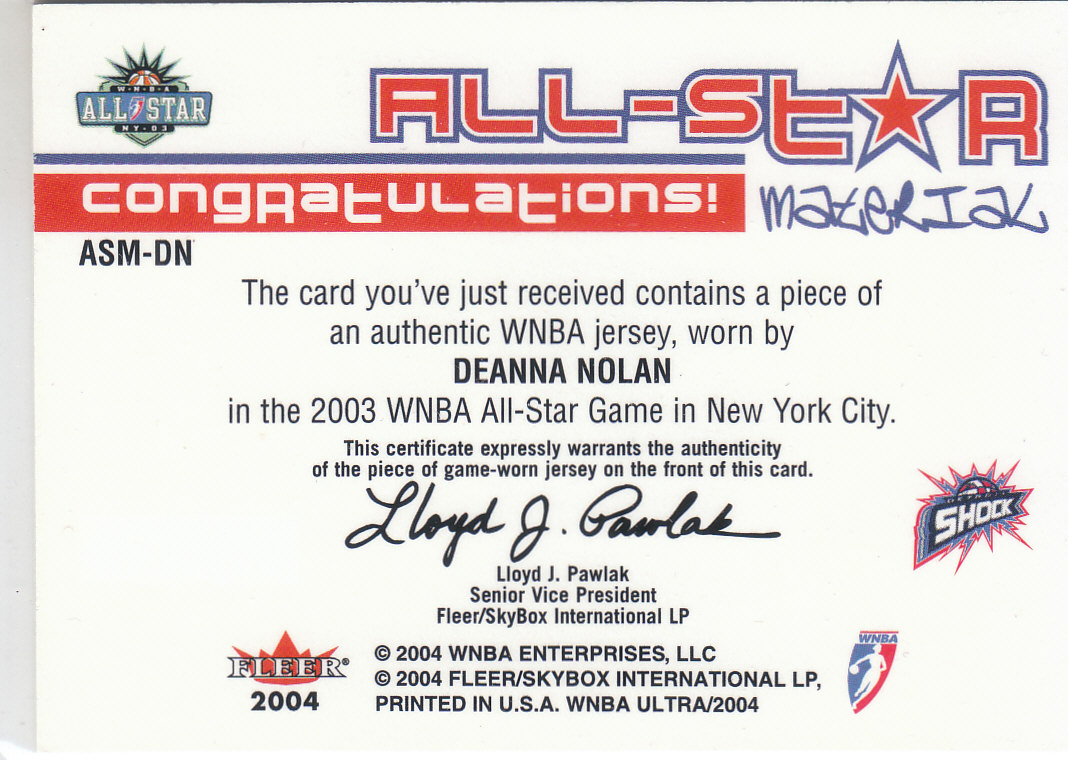 W·N·B·A
ALL STAR
NY·03
ALL-STAR
MATERIAL
CONGRATULATIONS!
ASM-DN
The card you've just received contains a piece of
an authentic WNBA jersey, worn by
DEANNA NOLAN
in the 2003 WNBA All-Star Game in New York City.
This certificate expressly warrants the authenticity
of the piece of game-worn jersey on the front of this card.
Lloyd J. Pawlak
SHOCK
Lloyd J. Pawlak
Senior Vice President
Fleer/SkyBox International LP
FLEER®
2004
© 2004 WNBA ENTERPRISES, LLC
© 2004 FLEER/SKYBOX INTERNATIONAL LP,
PRINTED IN U.S.A. WNBA ULTRA/2004
WNBA